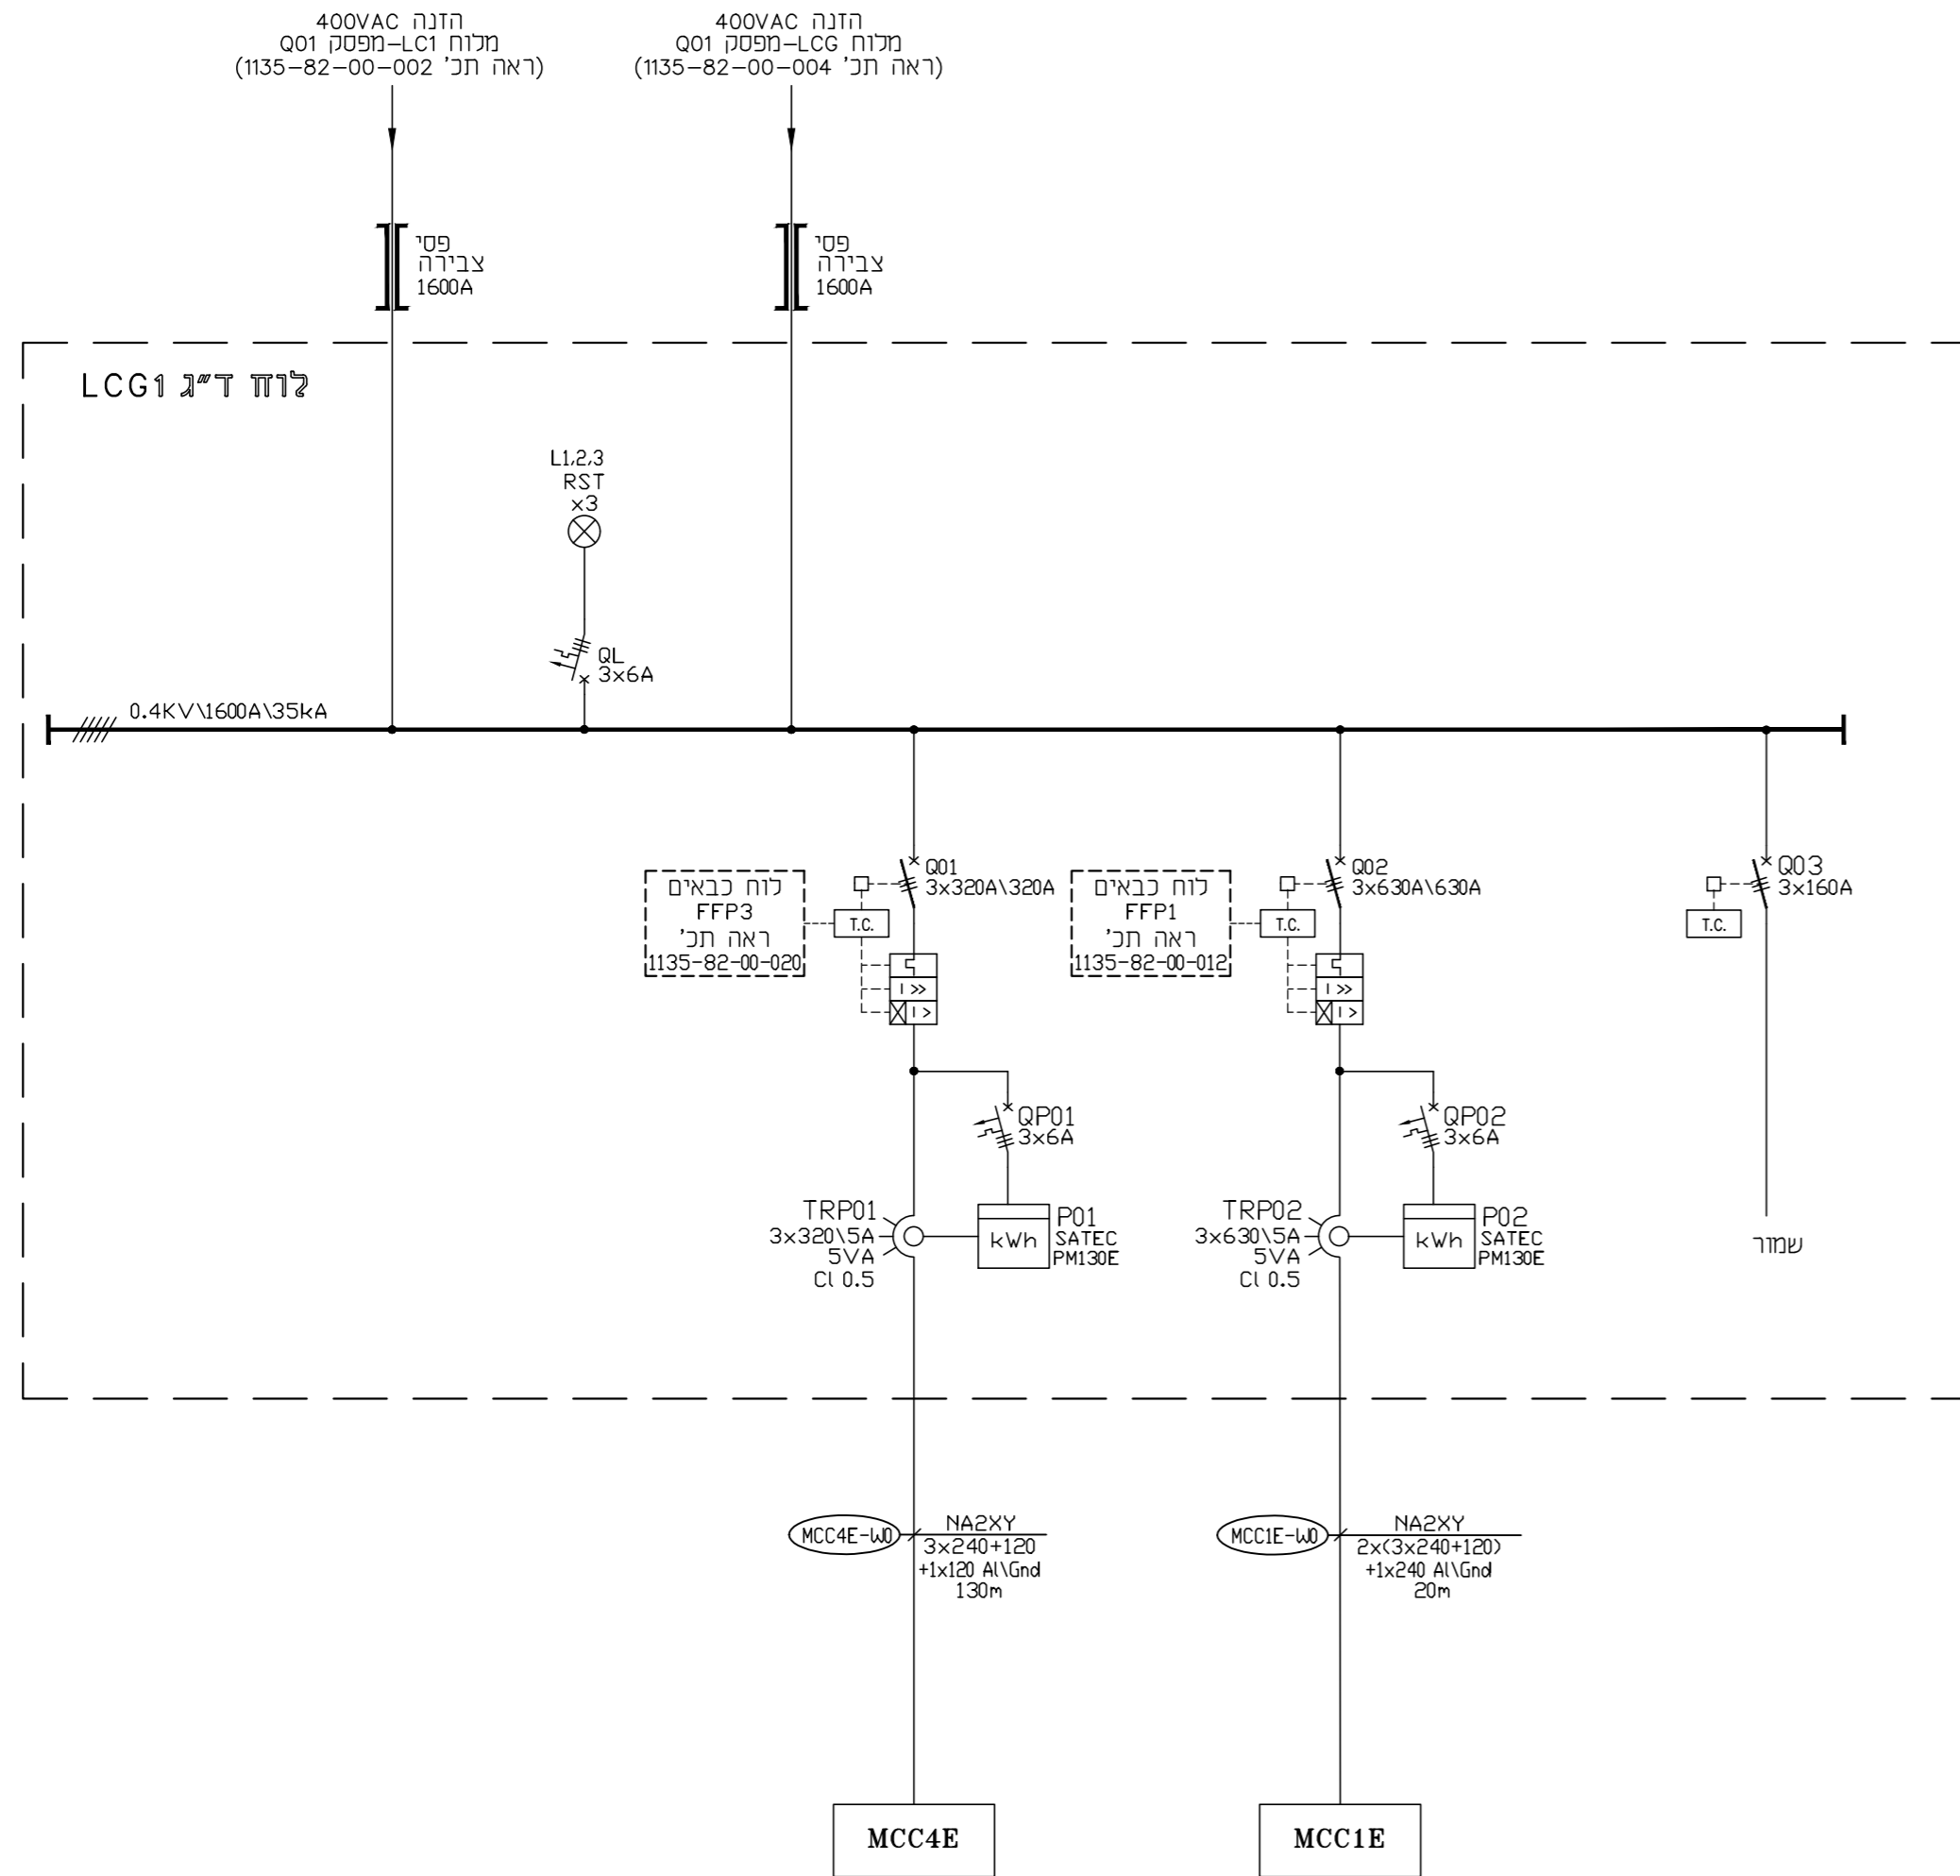 הזנה 400VAC
מלוח LC1-מפסק Q01
(ראה תכ' 1135-82-00-002)
הזנה 400VAC
מלוח LCG-מפסק Q01
(ראה תכ' 1135-82-00-004)
פסי
צבירה
1600A
פסי
צבירה
1600A
לוח ד"ג LCG1
L1,2,3
RST
x3
QL
3x6A
0.4KV\1600A\35kA
לוח כבאים
FFP3
ראה תכ'
1135-82-00-020
T.C.
Q01
3x320A\320A
I >>
I >
QP01
3x6A
TRP01
3x320\5A
5VA
Cl 0.5
kWh
P01
SATEC
PM130E
לוח כבאים
FFP1
ראה תכ'
1135-82-00-012
T.C.
Q02
3x630A\630A
I >>
I >
QP02
3x6A
TRP02
3x630\5A
5VA
Cl 0.5
kWh
P02
SATEC
PM130E
Q03
3x160A
T.C.
שמור
MCC4E-W0
NA2XY
3x240+120
+1x120 Al\Gnd
130m
MCC1E-W0
NA2XY
2x(3x240+120)
+1x240 Al\Gnd
20m
MCC4E
MCC1E